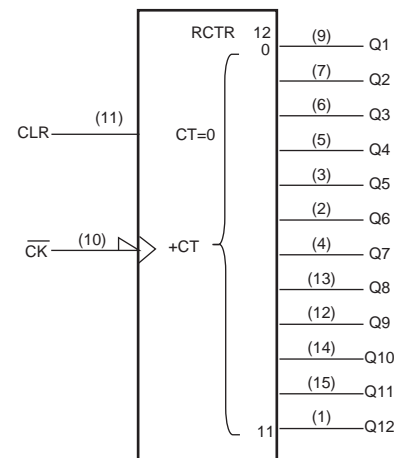 RCTR 12
0
(9) Q1
(7) Q2
(6) Q3
CLR (11) CT=0
(5) Q4
(3) Q5
(2) Q6
CK (10) +CT
(4) Q7
(13) Q8
(12) Q9
(14) Q10
(15) Q11
(1) Q12
11